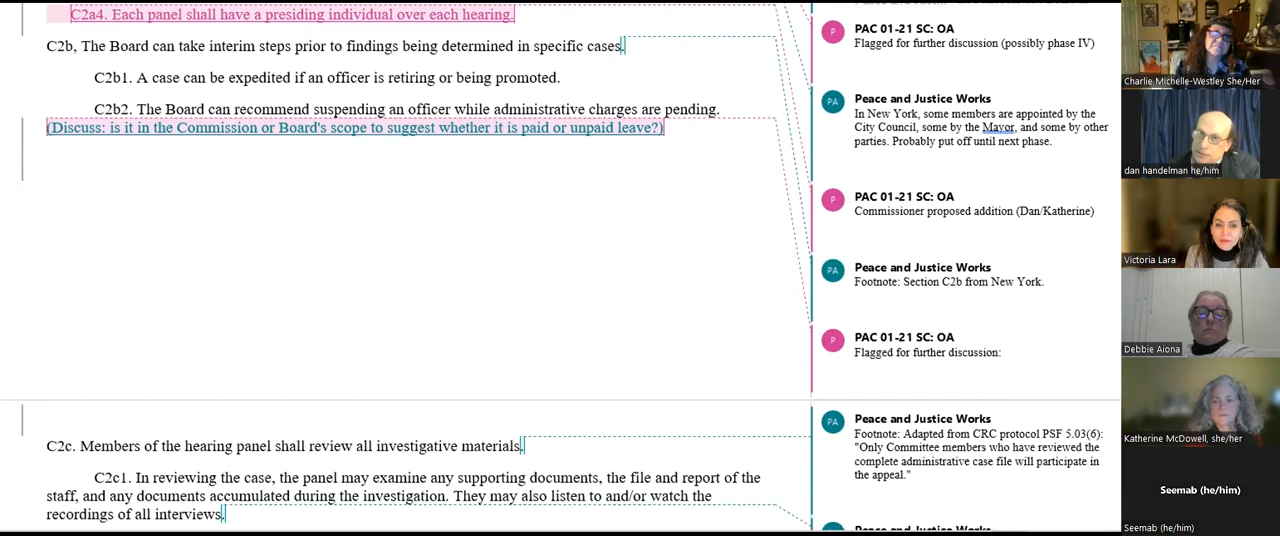 C2a4. Each panel shall have a presiding individual over each hearing.
C2b, The Board can take interim steps prior to findings being determined in specific cases.
C2b1. A case can be expedited if an officer is retiring or being promoted.
C2b2. The Board can recommend suspending an officer while administrative charges are pending.
(Discuss: is it in the Commission or Board's scope to suggest whether it is paid or unpaid leave?)
C2c. Members of the hearing panel shall review all investigative materials.
C2c1. In reviewing the case, the panel may examine any supporting documents, the file and report of the
staff, and any documents accumulated during the investigation. They may also listen to and/or watch the
recordings of all interviews.
P
PAC 01-21 SC: OA
Flagged for further discussion (possibly phase IV)
PA
Peace and Justice Works
In New York, some members are appointed by the
City Council, some by the Mayor, and some by other
parties. Probably put off until next phase.
P
PAC 01-21 SC: OA
Commissioner proposed addition (Dan/Katherine)
PA
Peace and Justice Works
Footnote: Section C2b from New York.
P
PAC 01-21 SC: OA
Flagged for further discussion:
PA
Peace and Justice Works
Footnote: Adapted from CRC protocol PSF 5.03(6):
"Only Committee members who have reviewed the
complete administrative case file will participate in
the appeal."
Peace and Justice Works
Charlie Michelle-Westley She/Her
dan handelman he/him
Victoria Lara
Debbie Aiona
Katherine McDowell, she/her
Seemab (he/him)
Seemab (he/him)